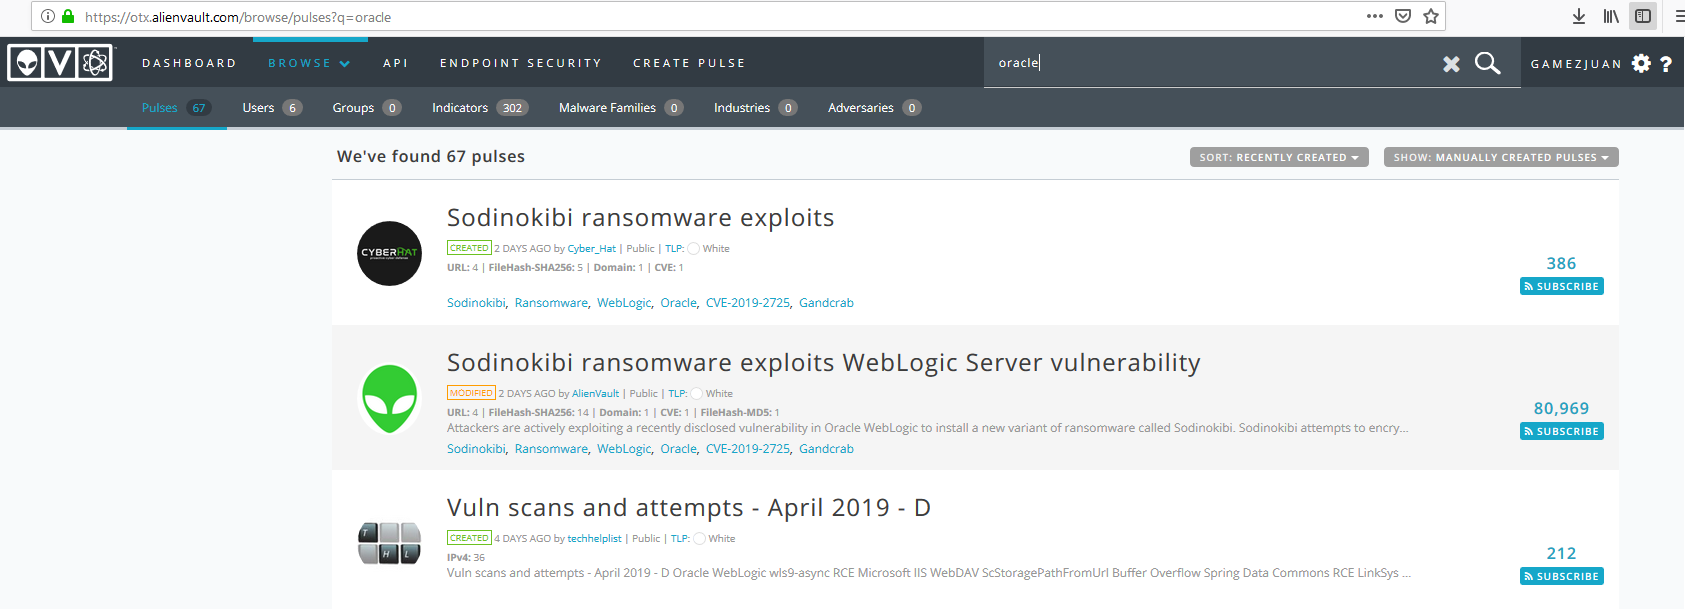 https://otx.alienvault.com/browse/pulses?q=oracle
V DASHBOARD BROWSE API ENDPOINT SECURITY CREATE PULSE oracle GAMEZJUAN ?
Pulses 67 Users 6 Groups 0 Indicators 302 Malware Families 0 Industries 0 Adversaries 0
We've found 67 pulses SORT: RECENTLY CREATED SHOW: MANUALLY CREATED PULSES
Sodinokibi ransomware exploits
CREATED 2 DAYS AGO by Cyber_Hat | Public | TLP: White
CYBERHAT
URL: 4 | FileHash-SHA256: 5 | Domain: 1 | CVE: 1
386
SUBSCRIBE
Sodinokibi, Ransomware, WebLogic, Oracle, CVE-2019-2725, Gandcrab
Sodinokibi ransomware exploits WebLogic Server vulnerability
MODIFIED 2 DAYS AGO by AlienVault | Public | TLP: White
URL: 4 | FileHash-SHA256: 14 | Domain: 1 | CVE: 1 | FileHash-MD5: 1
80,969
Attackers are actively exploiting a recently disclosed vulnerability in Oracle WebLogic to install a new variant of ransomware called Sodinokibi. Sodinokibi attempts to encry...
SUBSCRIBE
Sodinokibi, Ransomware, WebLogic, Oracle, CVE-2019-2725, Gandcrab
Vuln scans and attempts - April 2019 - D
T H L
CREATED 4 DAYS AGO by techhelplist | Public | TLP: White
IPv4: 36
212
Vuln scans and attempts - April 2019 - D Oracle WebLogic wls9-async RCE Microsoft IIS WebDAV ScStoragePathFromUrl Buffer Overflow Spring Data Commons RCE LinkSys ...
SUBSCRIBE